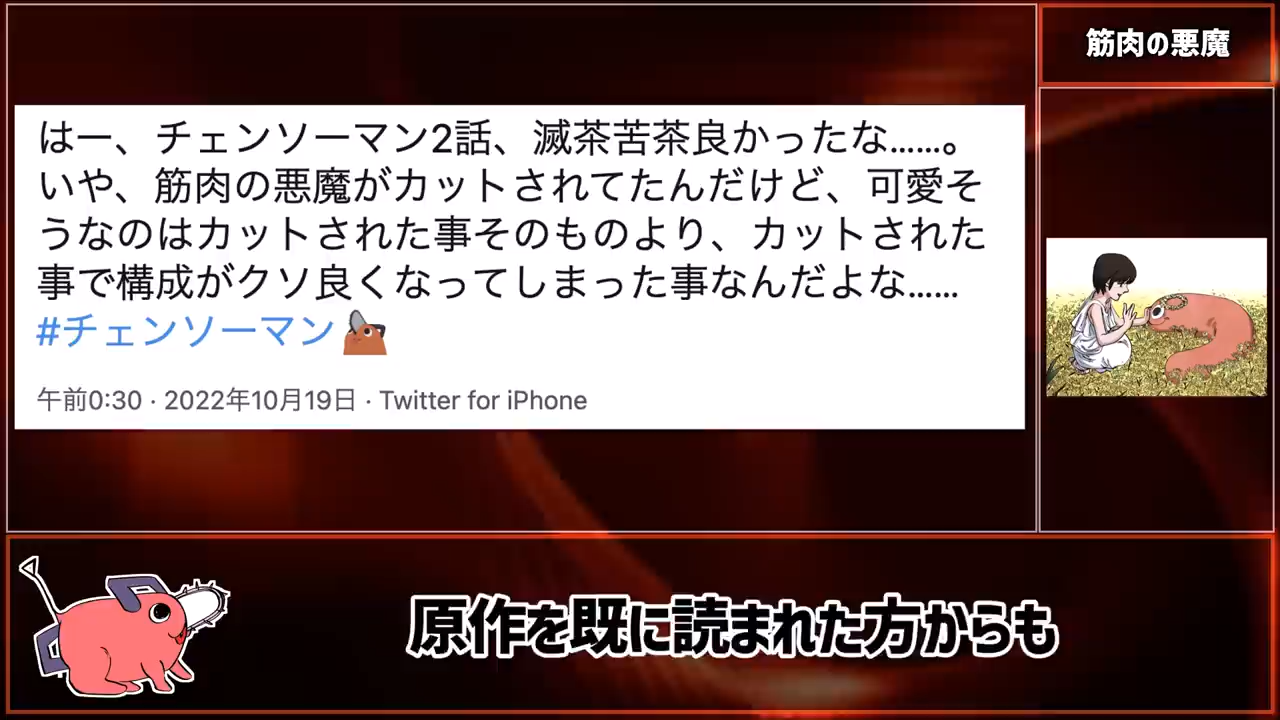 筋肉の悪魔
はー、チェンソーマン2話、滅茶苦茶良かったな……。
いや、筋肉の悪魔がカットされてたんだけど、可愛そ
うなのはカットされた事そのものより、カットされた
事で構成がクソ良くなってしまった事なんだよな……
#チェンソーマン
午前0:30 · 2022年10月19日 · Twitter for iPhone
原作を既に読まれた方からも